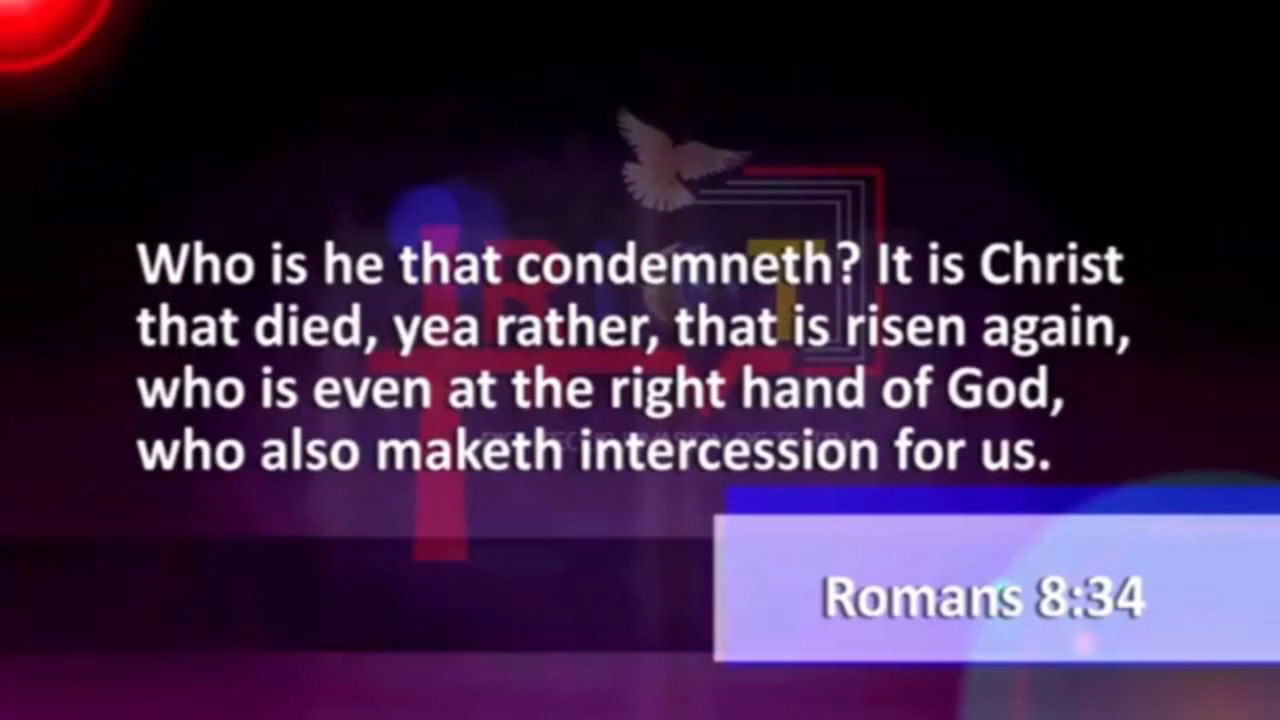 Who is he that condemneth? It is Christ
that died, yea rather, that is risen again,
who is even at the right hand of God,
who also maketh intercession for us.
Romans 8:34